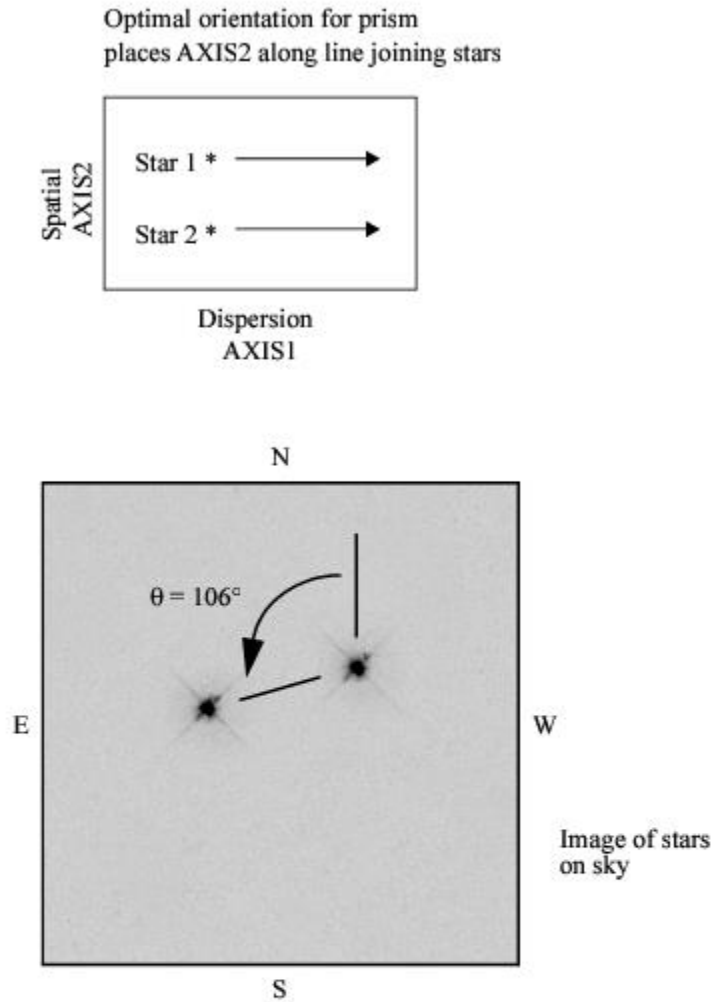 Optimal orientation for prism
places AXIS2 along line joining stars
Spatial
AXIS2
Star 1 *
Star 2 *
Dispersion
AXIS1
N
θ = 106°
E
W
Image of stars
on sky
S